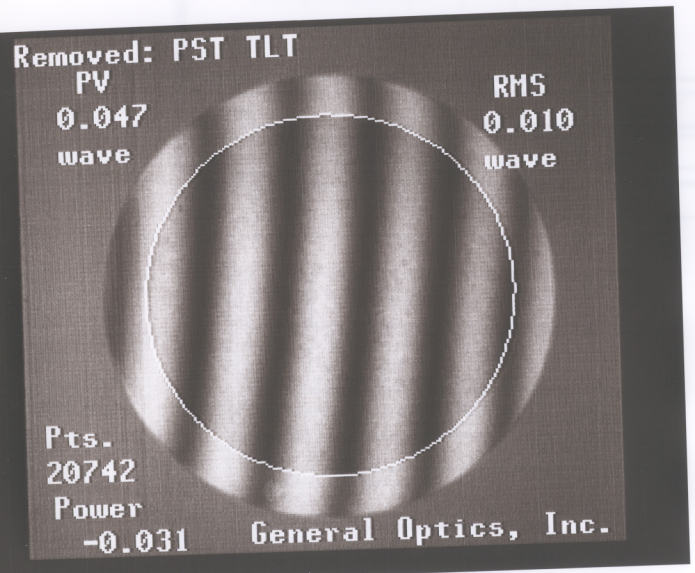 Removed: PST TLT
PV
0.047
wave
RMS
0.010
wave
Pts.
20742
Power
-0.031
General Optics, Inc.